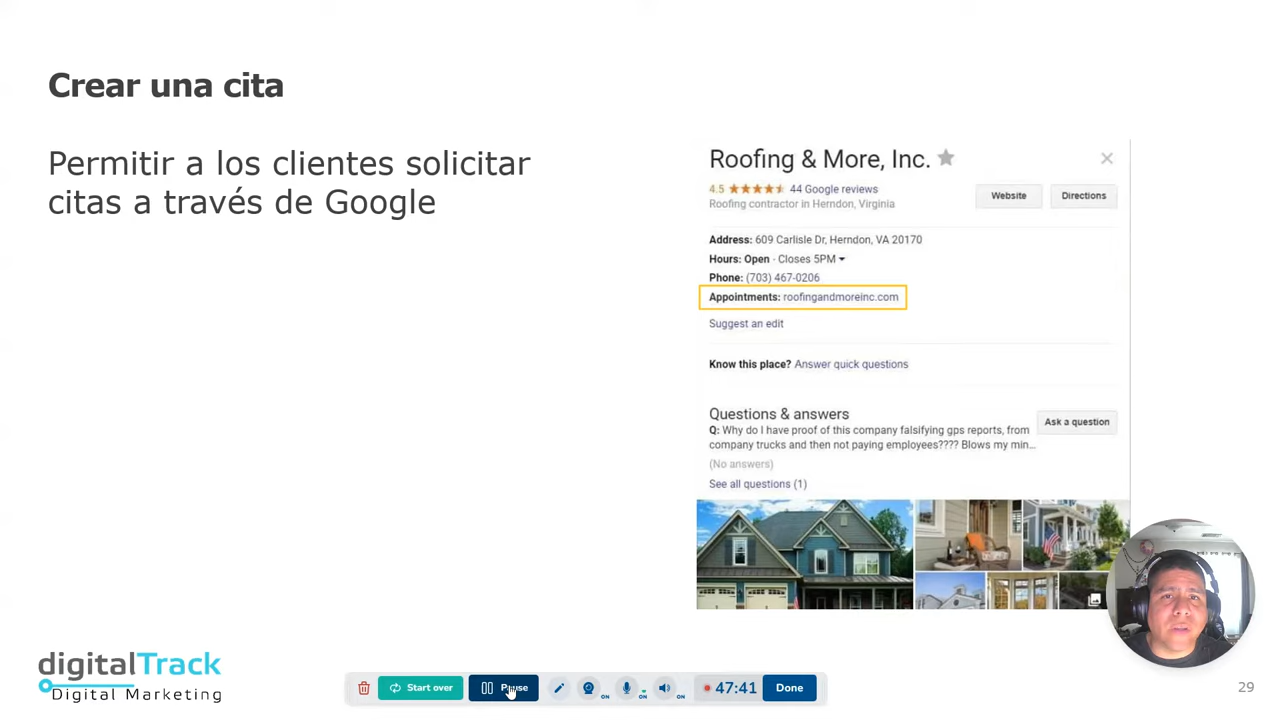 Crear una cita
Permitir a los clientes solicitar
citas a través de Google
Roofing & More, Inc.
4.5 44 Google reviews
Roofing contractor in Herndon, Virginia
Website
Directions
Address: 609 Carlisle Dr, Herndon, VA 20170
Hours: Open · Closes 5PM
Phone: (703) 467-0206
Appointments: roofingandmoreinc.com
Suggest an edit
Know this place? Answer quick questions
Questions & answers
Q: Why do I have proof of this company falsifying gps reports, from
company trucks and then not paying employees???? Blows my min...
Ask a question
(No answers)
See all questions (1)
digitalTrack
Digital Marketing
Start over
Pause
ON
ON
ON
47:41
Done
29